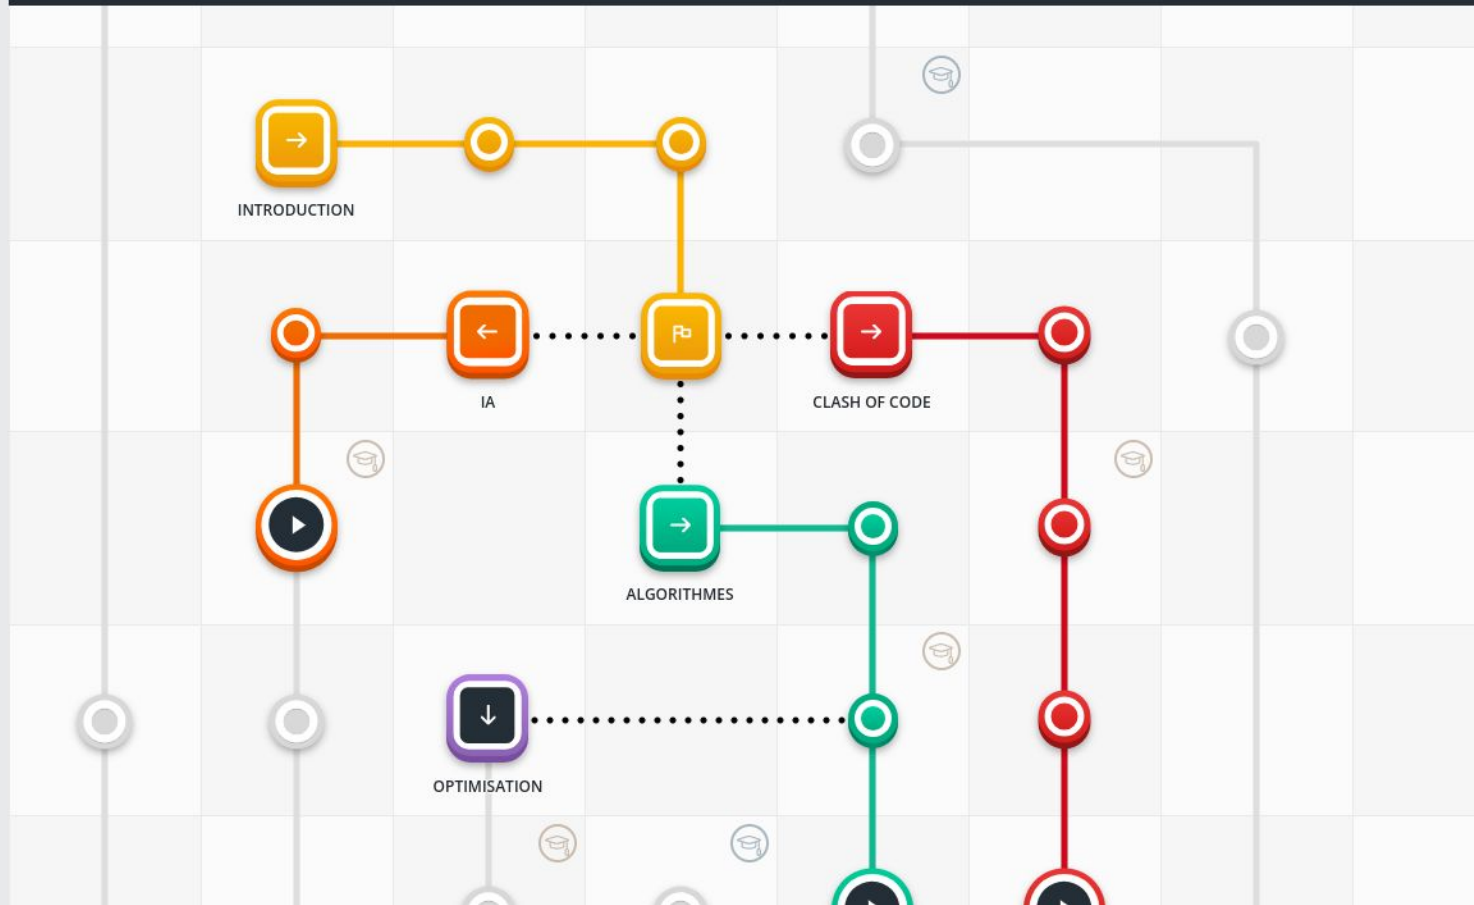 INTRODUCTION
IA
CLASH OF CODE
ALGORITHMES
OPTIMISATION